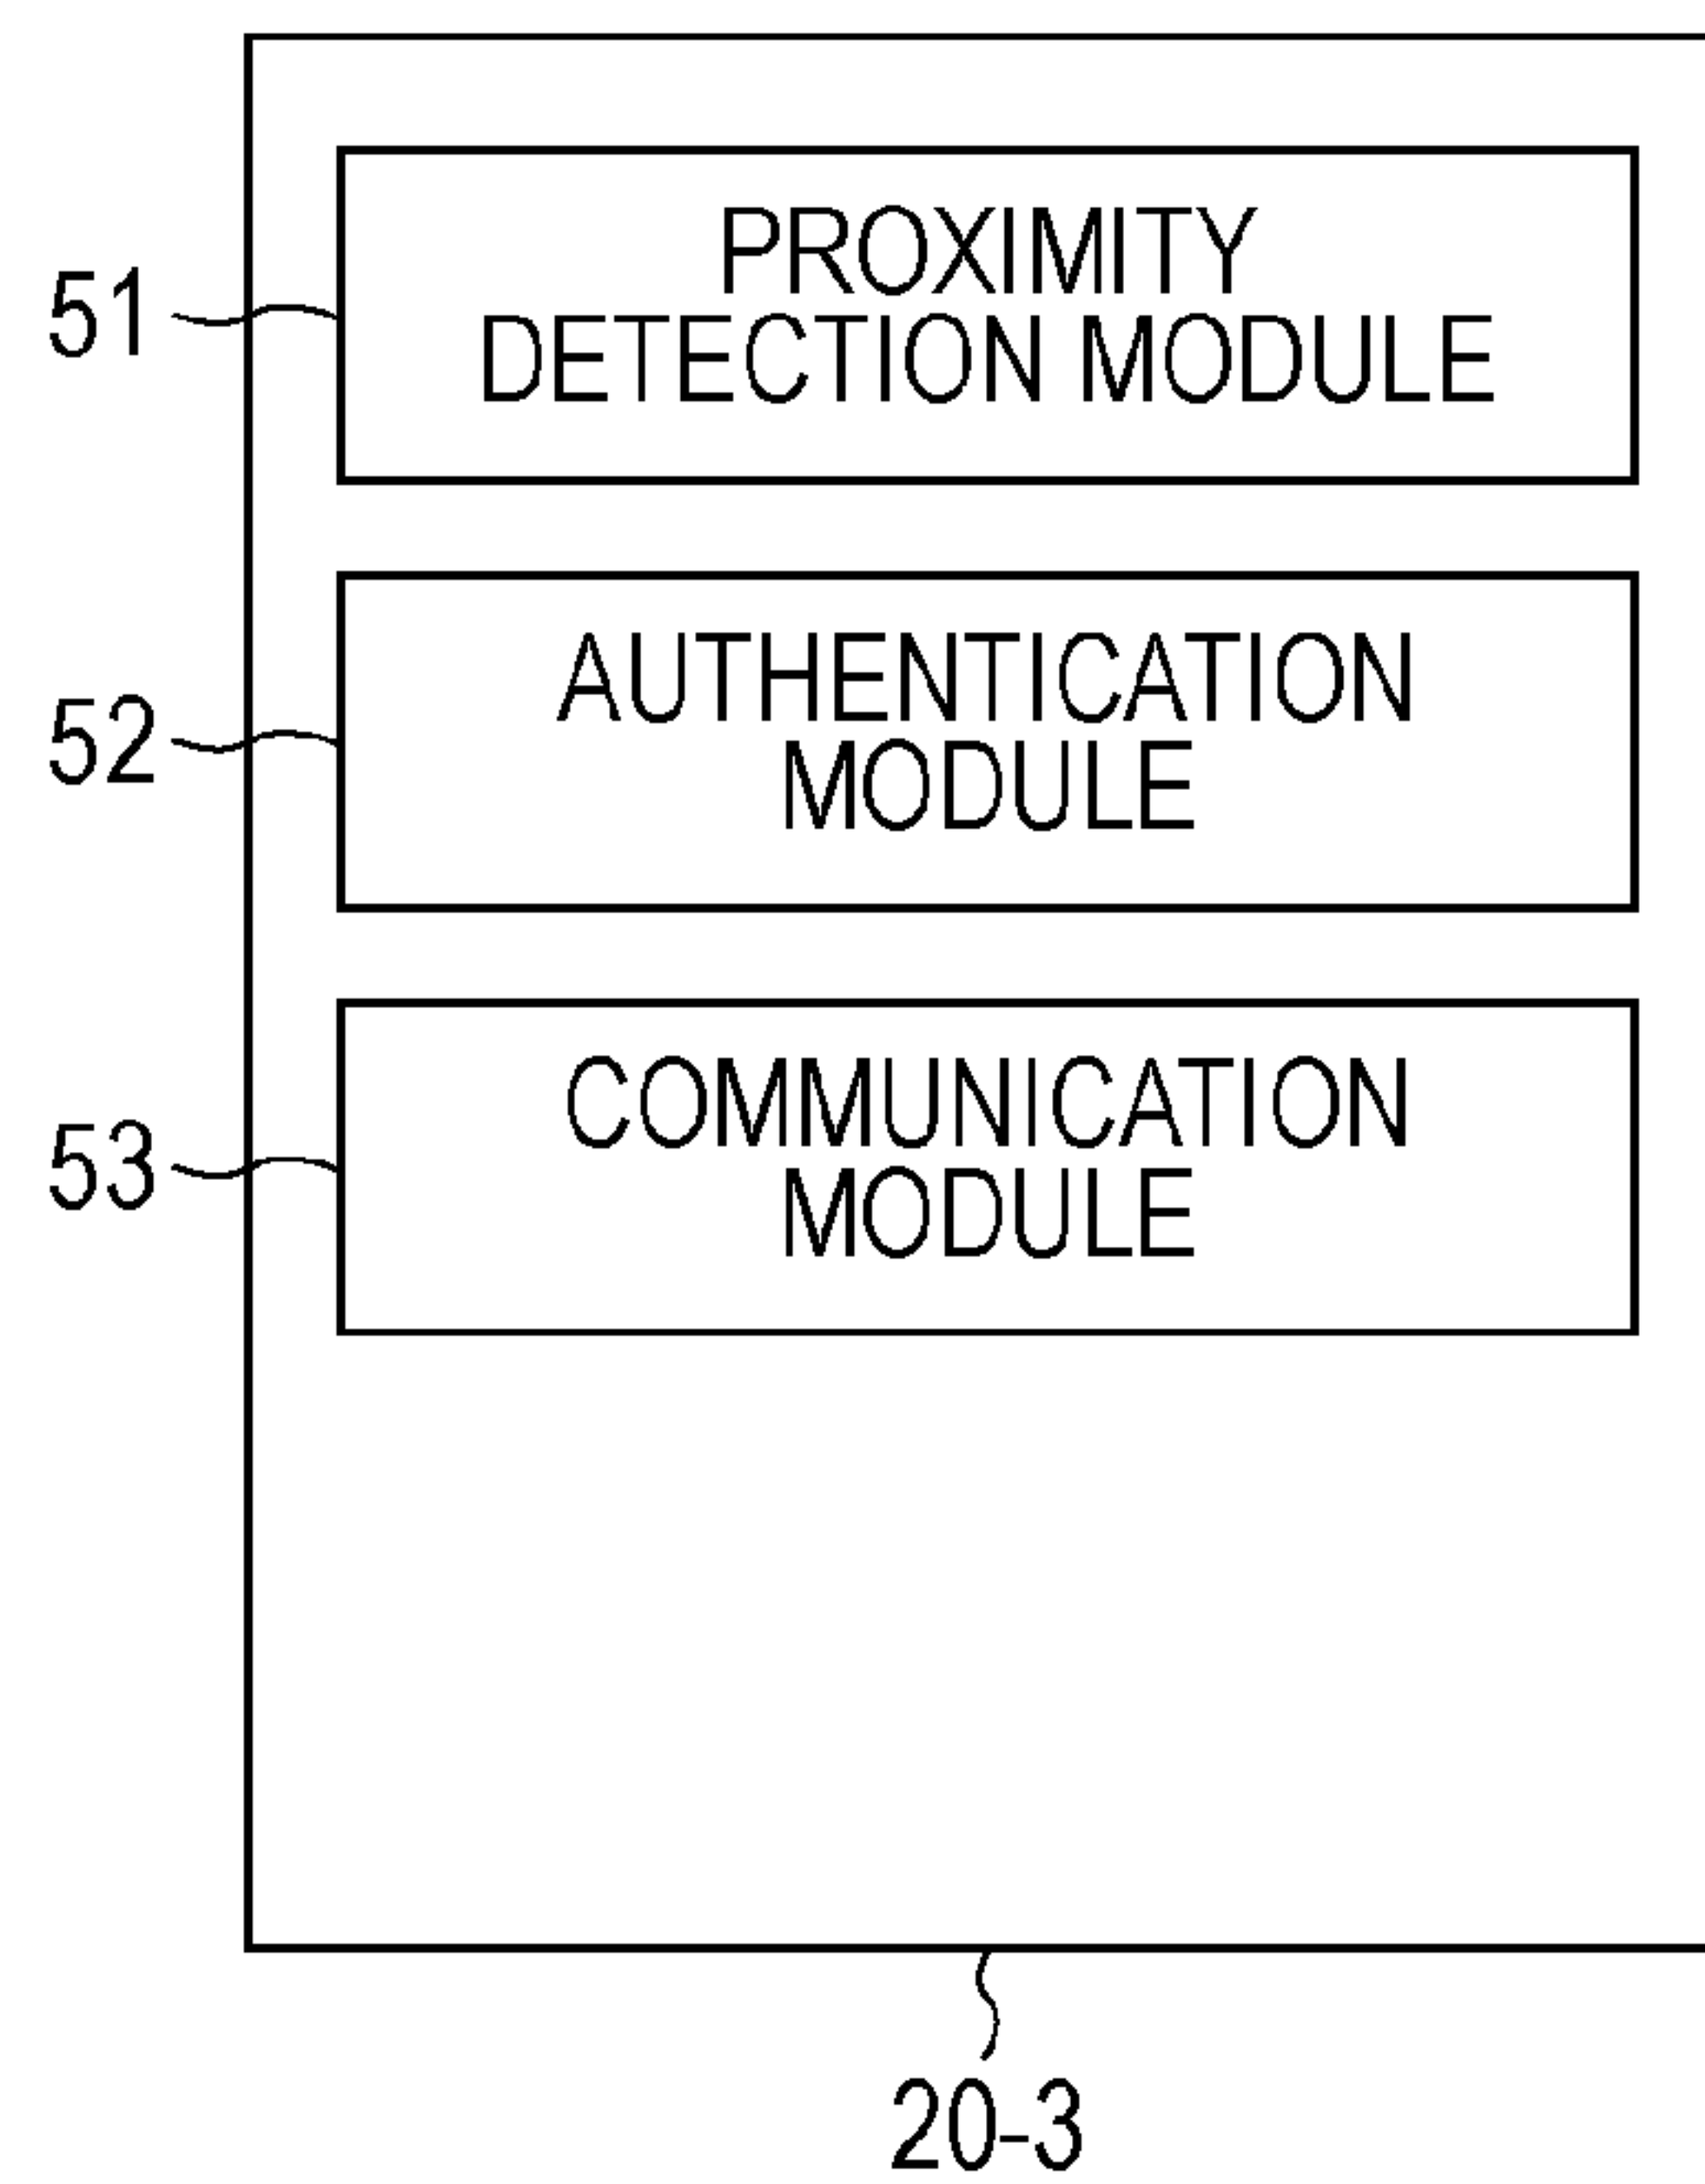 51
PROXIMITY
DETECTION MODULE
52
AUTHENTICATION
MODULE
53
COMMUNICATION
MODULE
20-3